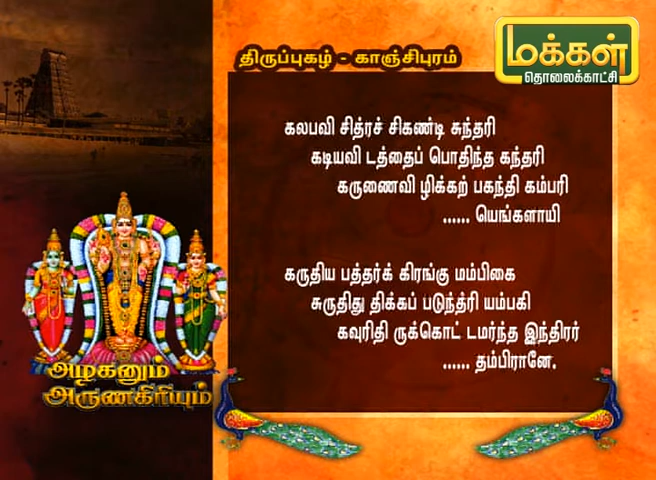 மக்கள்
தொலைக்காட்சி
திருப்புகழ் - காஞ்சிபுரம்
கலபவி சித்ரச் சிகண்டி சுந்தரி
கடியவி டத்தைப் பொதிந்த கந்தரி
கருணைவி ழிக்கற் பகந்தி கம்பரி
...... யெங்களாயி
கருதிய பத்தர்க் கிரங்கு மம்பிகை
சுருதிது திக்கப் படுந்த்ரி யம்பகி
கவுரிதி ருக்கொட் டமர்ந்த இந்திரர்
...... தம்பிரானே.
அழகனும்
அருணகிரியும்